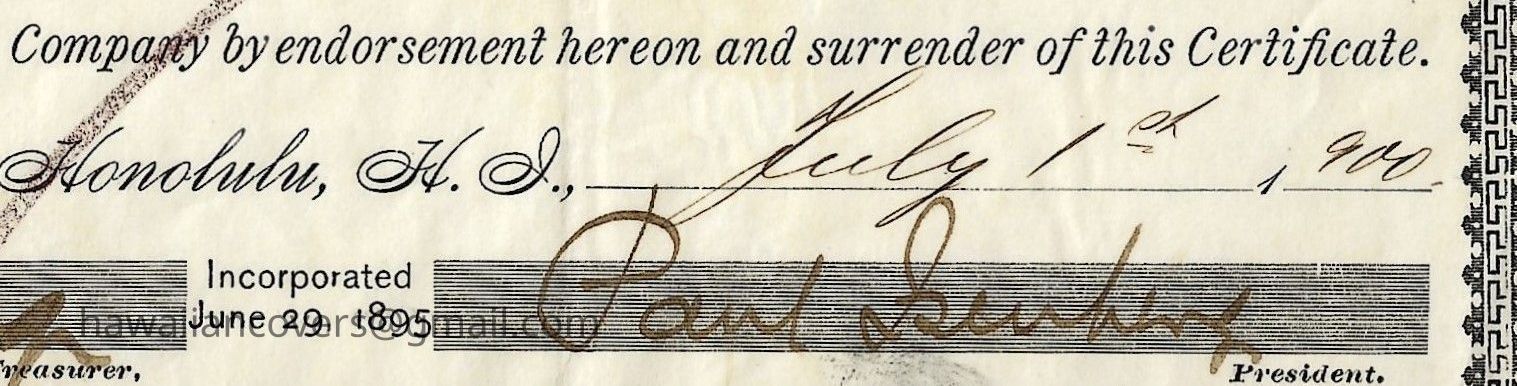 Company by endorsement hereon and surrender of this Certificate.
Honolulu, H. I., July 1st, 1900.
Incorporated
June 29, 1895
Paul Isenberg
hawaiiancovers@gmail.com
Treasurer, President.